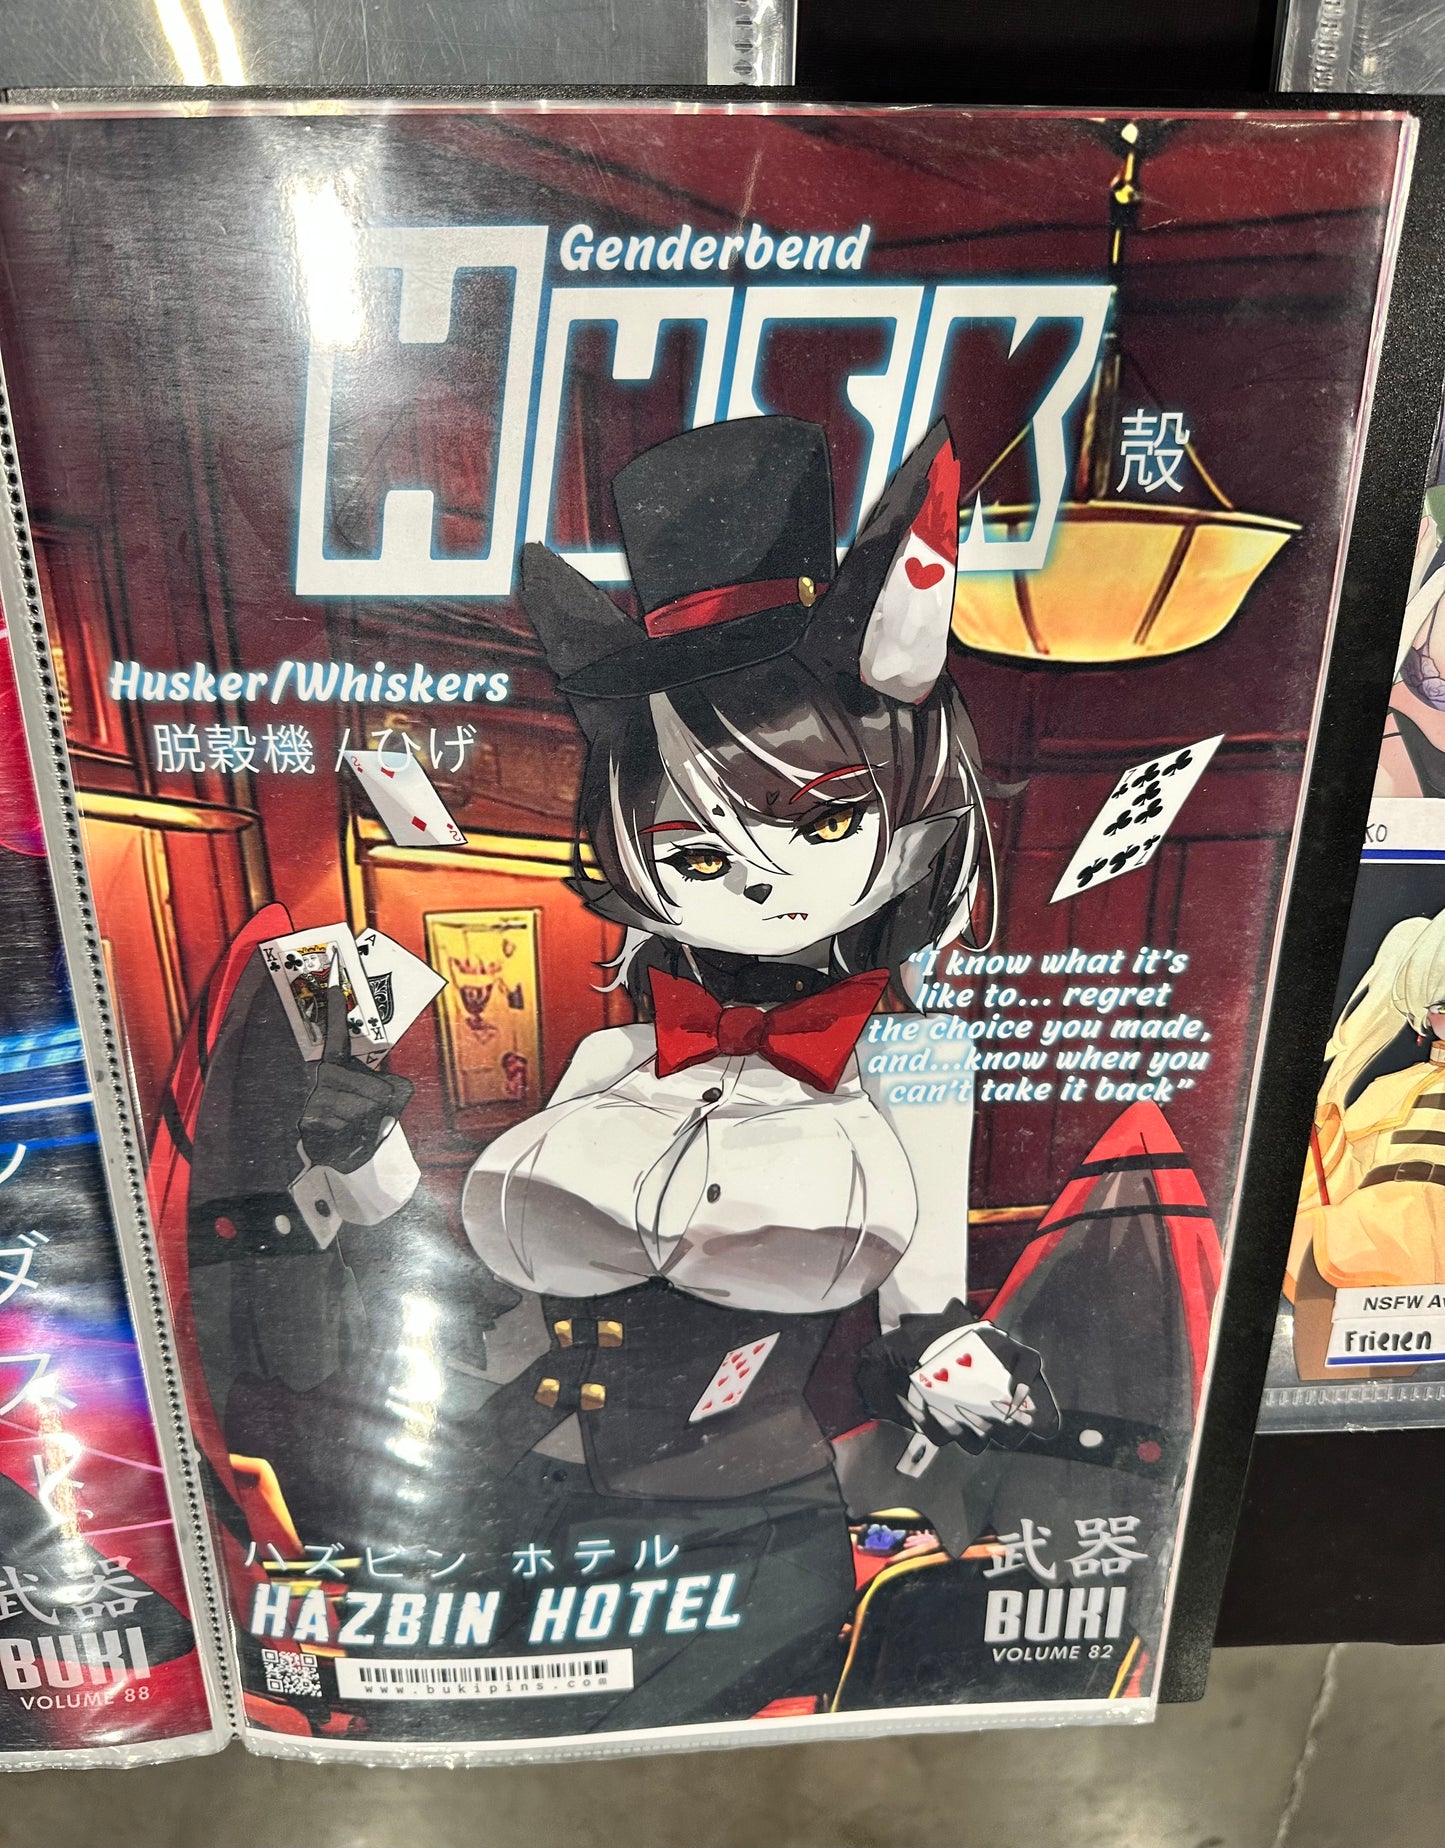 Genderbend
HUSK
殻
Husker/Whiskers
脱穀機 / ひげ
"I know what it's
like to... regret
the choice you made,
and...know when you
can't take it back"
ハズビン ホテル
HAZBIN HOTEL
www.bukipins.com
武器
BUKI
VOLUME 82
武器
BUKI
VOLUME 88
NSFW
Frieren